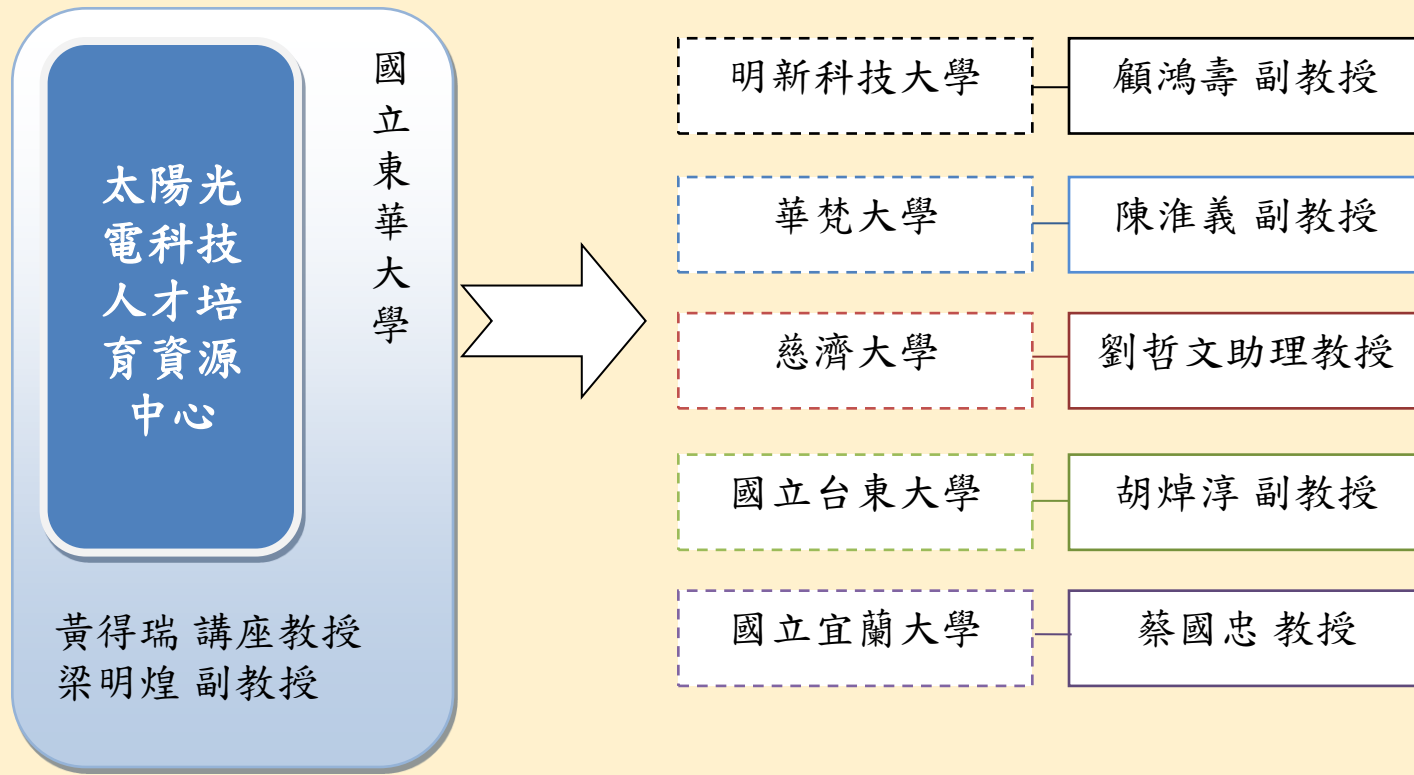 太陽光
電科技
人才培
育資源
中心
國立東華大學
黃得瑞 講座教授
梁明煌 副教授
明新科技大學
顧鴻壽 副教授
華梵大學
陳淮義 副教授
慈濟大學
劉哲文助理教授
國立台東大學
胡焯淳 副教授
國立宜蘭大學
蔡國忠 教授